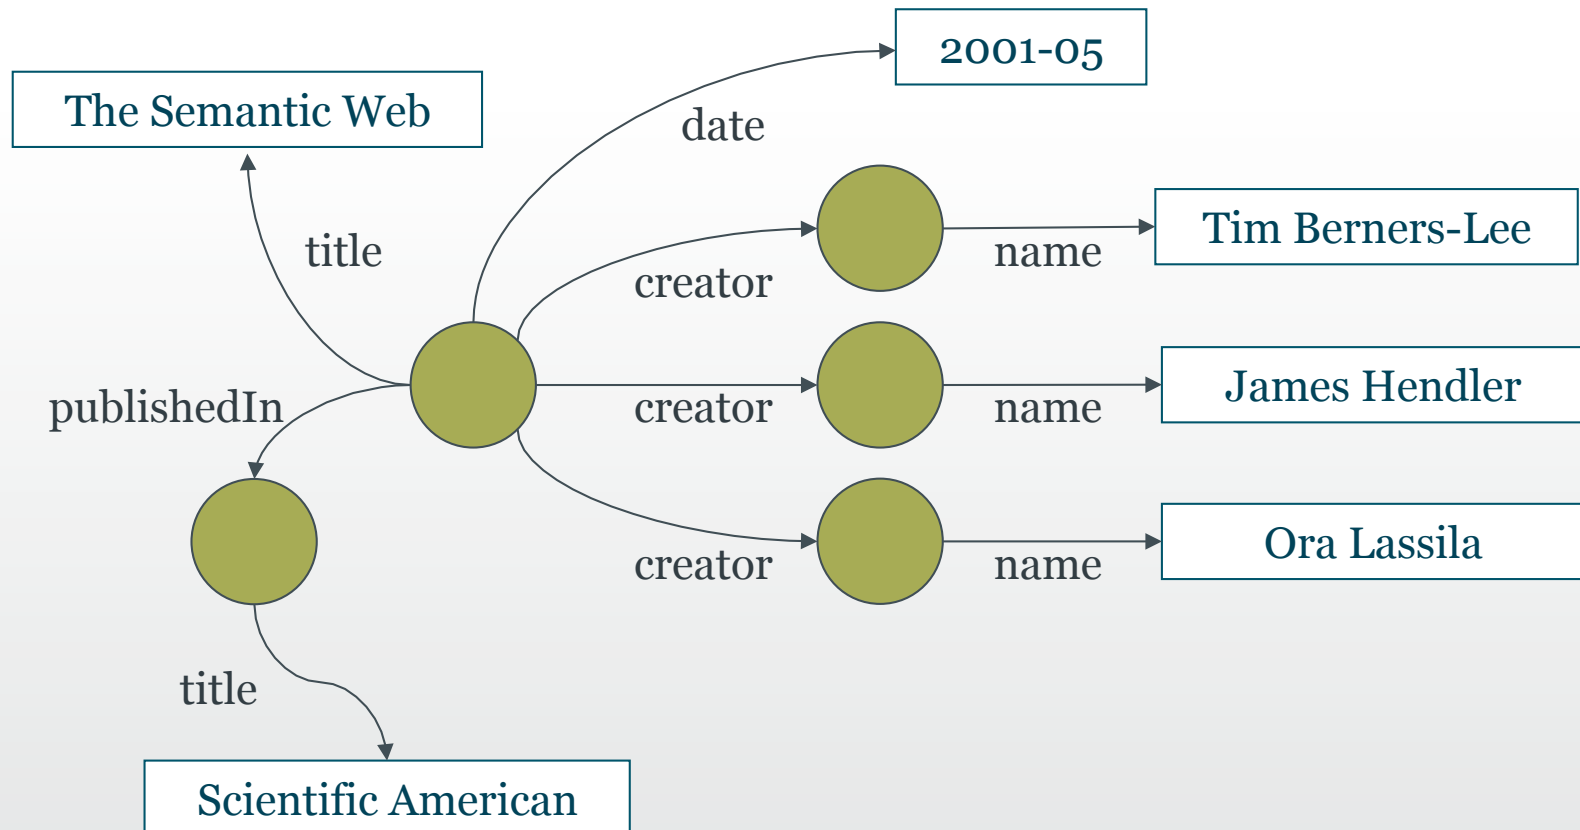 2001-05
The Semantic Web
date
title
Tim Berners-Lee
name
creator
publishedIn
creator
name
James Hendler
creator
name
Ora Lassila
title
Scientific American